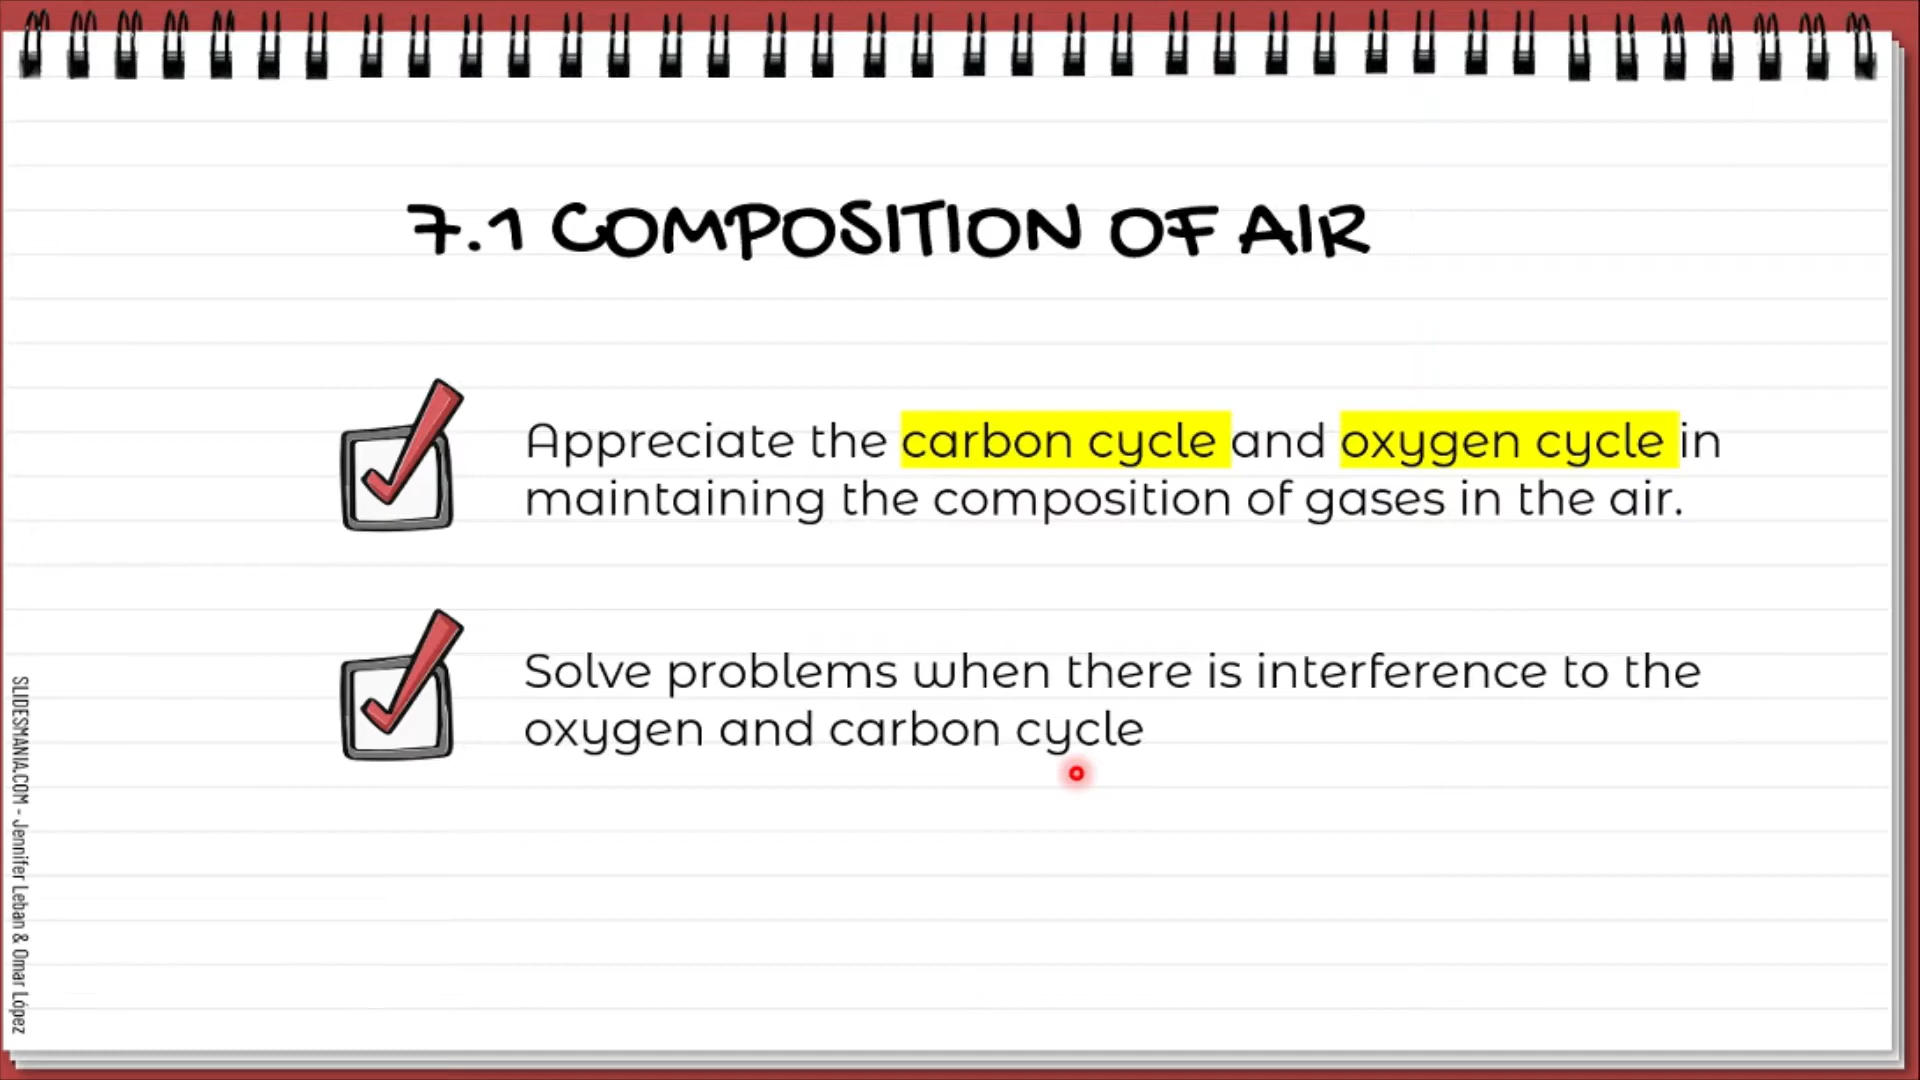 7.1 COMPOSITION OF AIR
Appreciate the carbon cycle and oxygen cycle in
maintaining the composition of gases in the air.
Solve problems when there is interference to the
oxygen and carbon cycle
SLIDESMANIA.COM - Jennifer Leban & Omar López